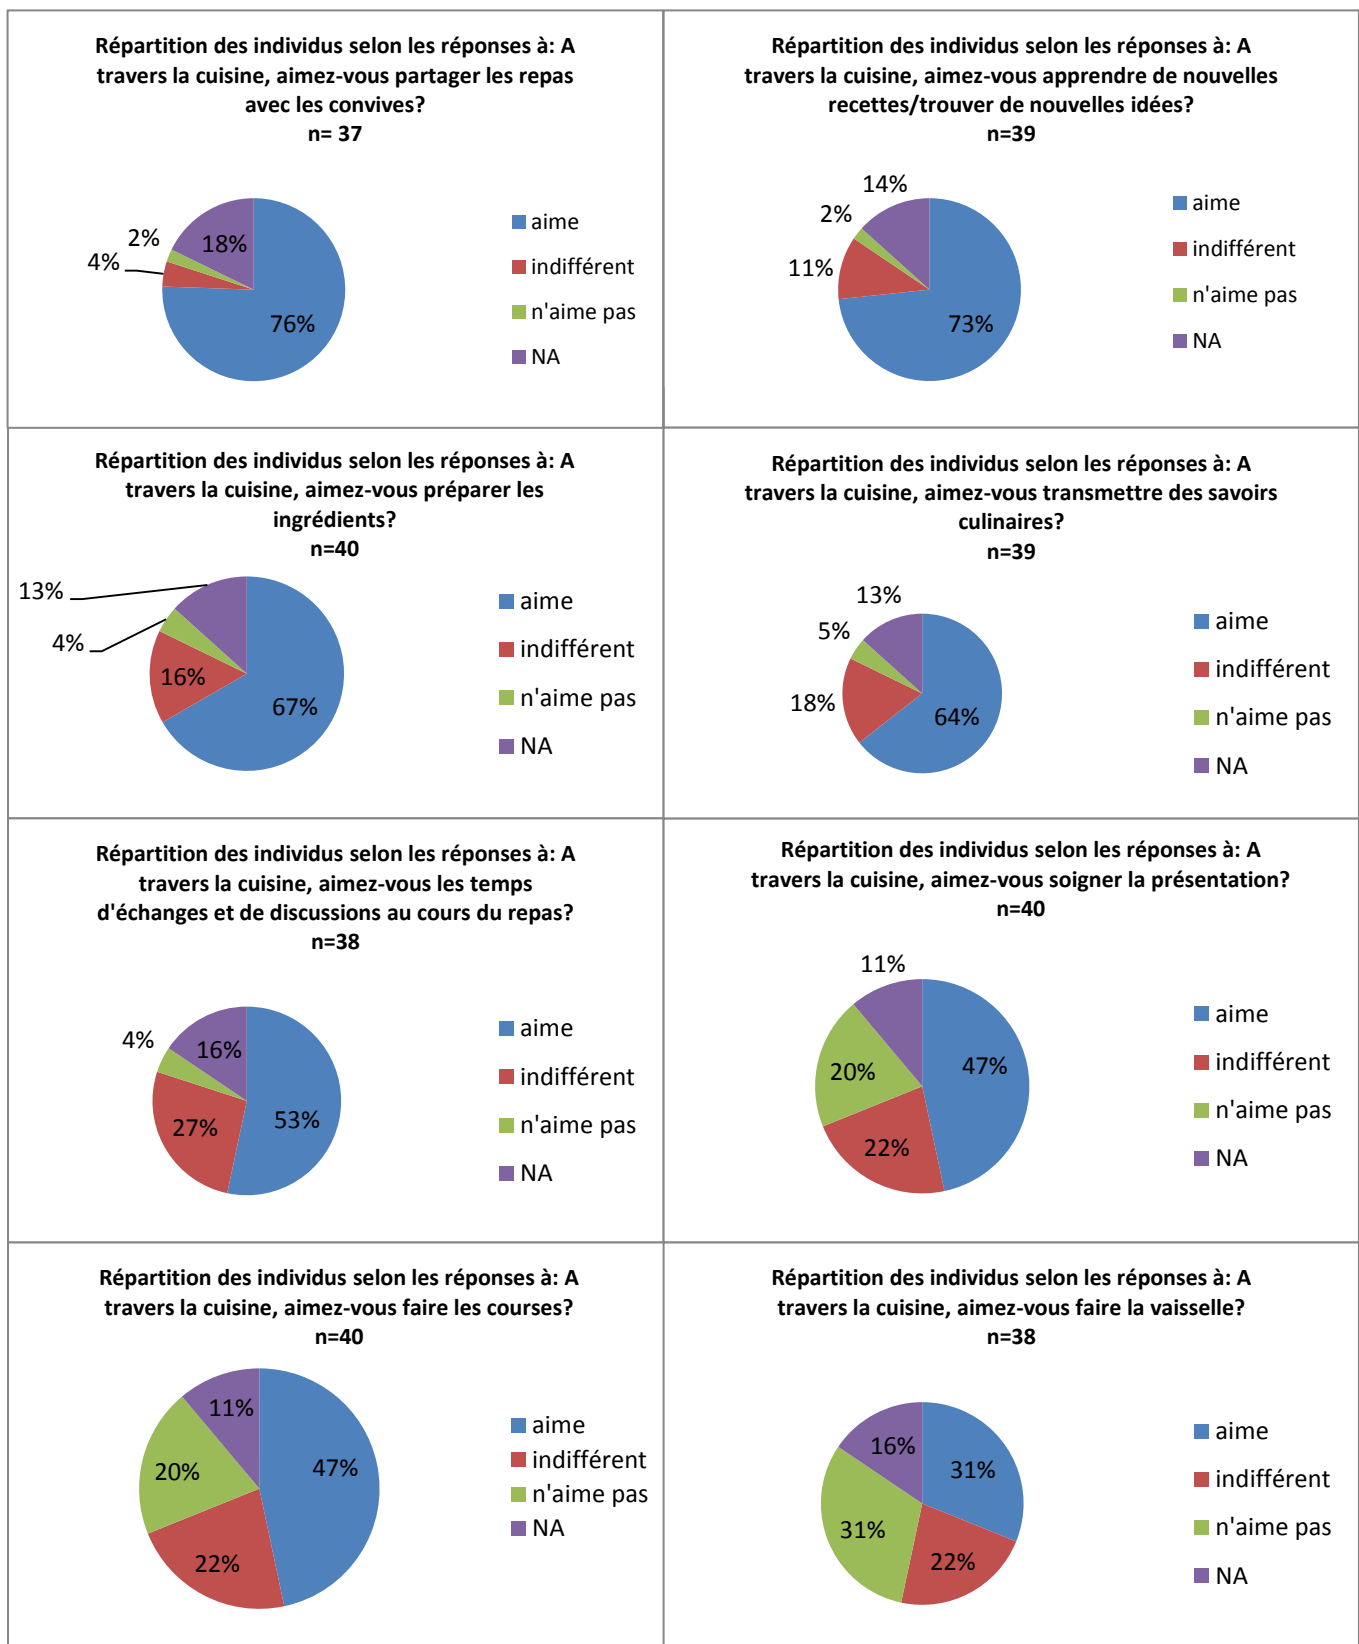 Répartition des individus selon les réponses à: A
travers la cuisine, aimez-vous partager les repas
avec les convives?
n= 37
18%
2%
4%
76%
aime
indifférent
n'aime pas
NA
Répartition des individus selon les réponses à: A
travers la cuisine, aimez-vous apprendre de nouvelles
recettes/trouver de nouvelles idées?
n=39
14%
2%
11%
73%
aime
indifférent
n'aime pas
NA
Répartition des individus selon les réponses à: A
travers la cuisine, aimez-vous préparer les
ingrédients?
n=40
13%
4%
16%
67%
aime
indifférent
n'aime pas
NA
Répartition des individus selon les réponses à: A
travers la cuisine, aimez-vous transmettre des savoirs
culinaires?
n=39
13%
5%
18%
64%
aime
indifférent
n'aime pas
NA
Répartition des individus selon les réponses à: A
travers la cuisine, aimez-vous les temps
d'échanges et de discussions au cours du repas?
n=38
4%
16%
27%
53%
aime
indifférent
n'aime pas
NA
Répartition des individus selon les réponses à: A
travers la cuisine, aimez-vous soigner la présentation?
n=40
11%
20%
47%
22%
aime
indifférent
n'aime pas
NA
Répartition des individus selon les réponses à: A
travers la cuisine, aimez-vous faire les courses?
n=40
11%
20%
47%
22%
aime
indifférent
n'aime pas
NA
Répartition des individus selon les réponses à: A
travers la cuisine, aimez-vous faire la vaisselle?
n=38
16%
31%
31%
22%
aime
indifférent
n'aime pas
NA